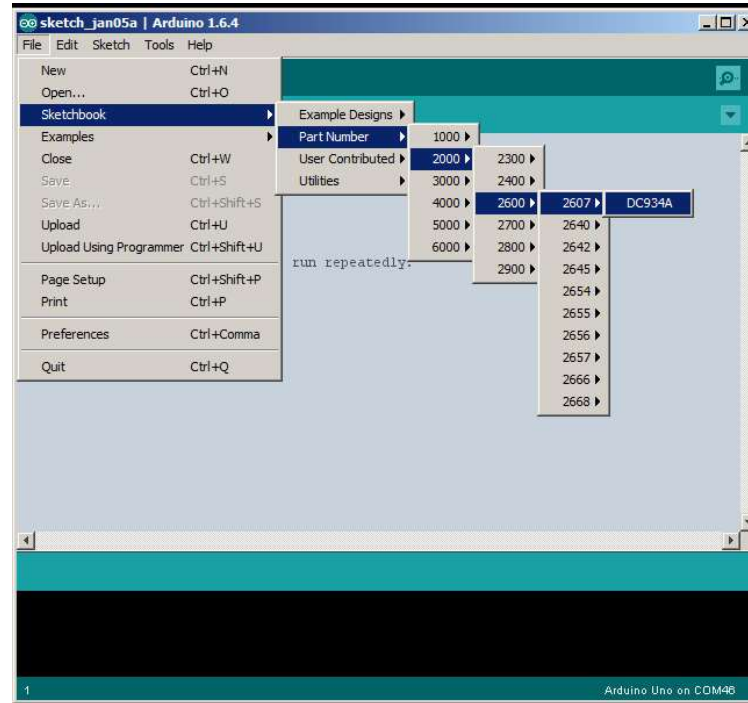 sketch_jan05a | Arduino 1.6.4
File Edit Sketch Tools Help
New Ctrl+N
Open... Ctrl+O
Sketchbook
Examples
Close Ctrl+W
Save Ctrl+S
Save As... Ctrl+Shift+S
Upload Ctrl+U
Upload Using Programmer Ctrl+Shift+U
Page Setup Ctrl+Shift+P
Print Ctrl+P
Preferences Ctrl+Comma
Quit Ctrl+Q
Example Designs
Part Number
User Contributed
Utilities
1000
2000
3000
4000
5000
6000
2300
2400
2600
2700
2800
2900
2607
2640
2642
2645
2654
2655
2656
2657
2666
2668
DC934A
run repeatedly:
1 Arduino Uno on COM46